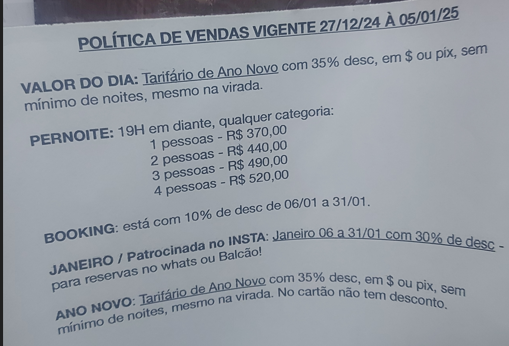 POLÍTICA DE VENDAS VIGENTE 27/12/24 À 05/01/25
VALOR DO DIA: Tarifário de Ano Novo com 35% desc, em $ ou pix, sem
mínimo de noites, mesmo na virada.
PERNOITE: 19H em diante, qualquer categoria:
1 pessoas - R$ 370,00
2 pessoas - R$ 440,00
3 pessoas - R$ 490,00
4 pessoas - R$ 520,00
BOOKING: está com 10% de desc de 06/01 a 31/01.
JANEIRO / Patrocinada no INSTA: Janeiro 06 a 31/01 com 30% de desc -
para reservas no whats ou Balcão!
ANO NOVO: Tarifário de Ano Novo com 35% desc, em $ ou pix, sem
mínimo de noites, mesmo na virada. No cartão não tem desconto.